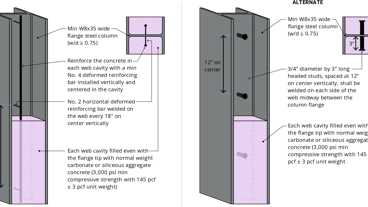 Min W8x35 wide
flange steel column
(w/d ≥ 0.75)
Reinforce the concrete in
each web cavity with a min
No. 4 deformed reinforcing
bar installed vertically and
centered in the cavity
No. 2 horizontal deformed
reinforcing bar welded on
the web every 18" on
center vertically
Each web cavity filled even with
the flange tip with normal weight
carbonate or siliceous aggregate
concrete (3,000 psi min
compressive strength with 145 pcf
± 3 pcf unit weight)
ALTERNATE
Min W8x35 wide
flange steel column
(w/d ≥ 0.75)
3"
12" on
center
3/4" diameter by 3" long
headed studs, spaced at 12"
on center vertically, shall be
welded on each side of the
web midway between the
column flange
Each web cavity filled even with
the flange tip with normal weig
carbonate or siliceous aggregat
concrete (3,000 psi min
compressive strength with 145
pcf ± 3 pcf unit weight